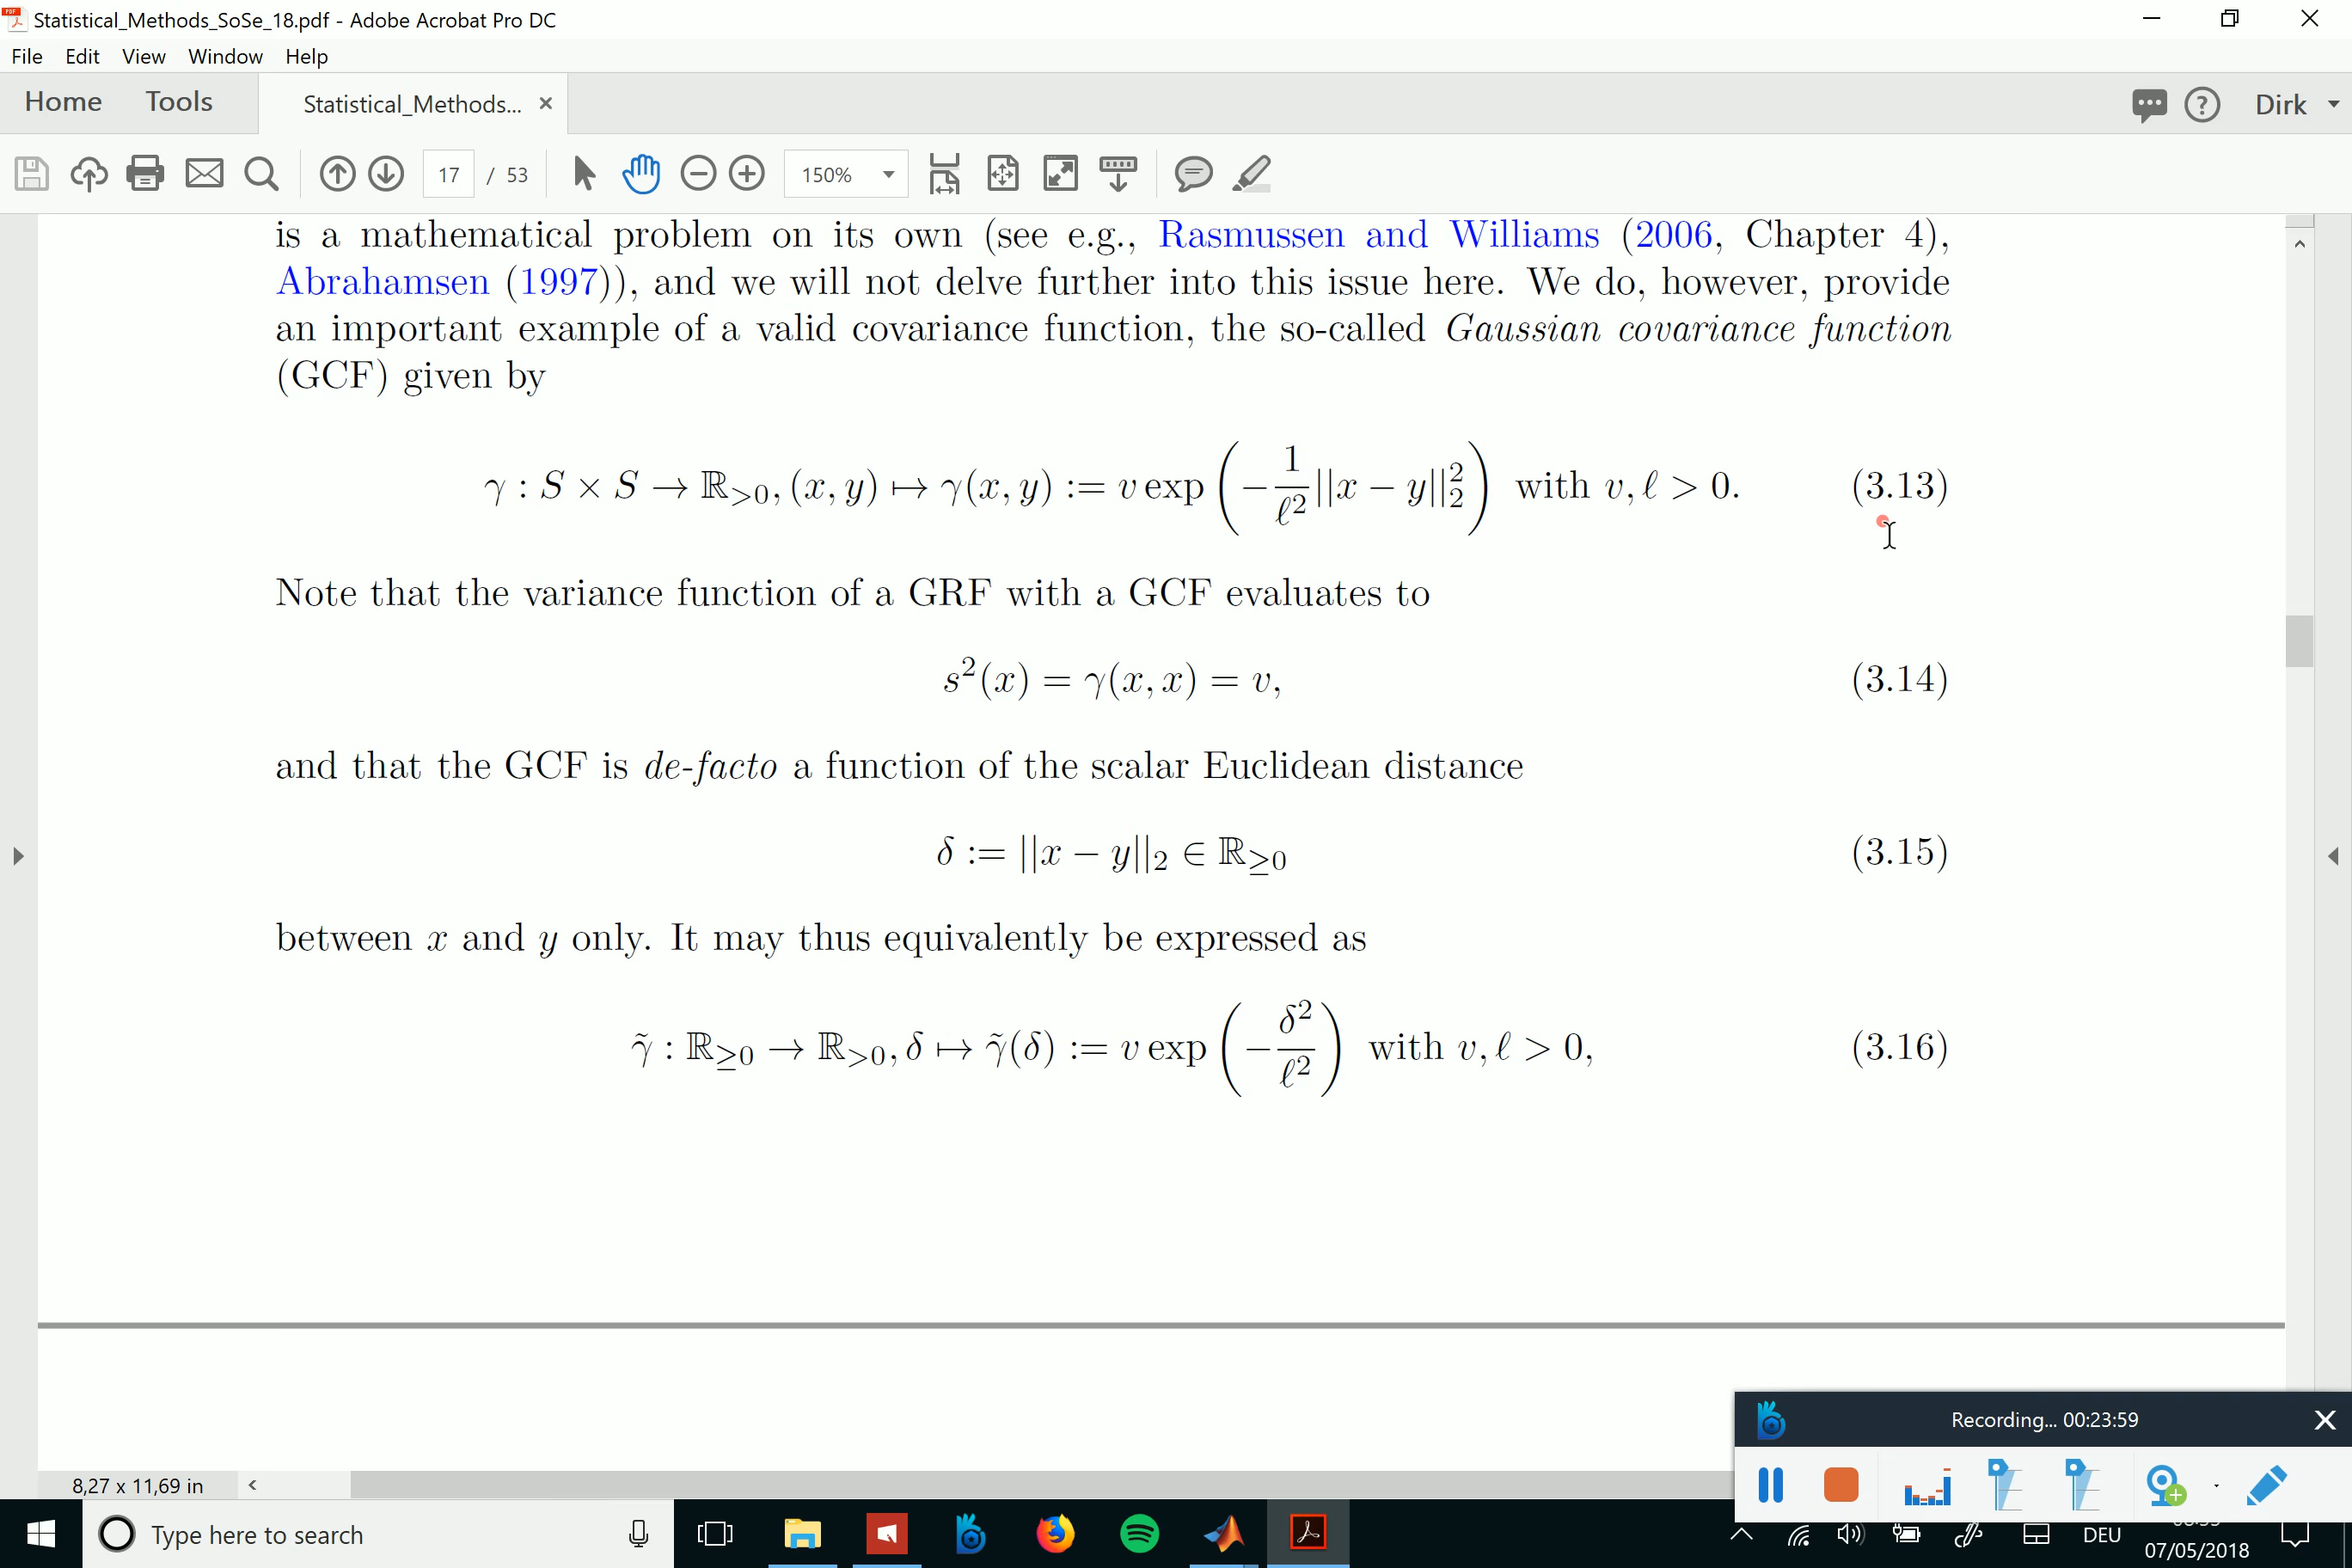 Statistical_Methods_SoSe_18.pdf - Adobe Acrobat Pro DC
File Edit View Window Help
Home Tools Statistical_Methods... × Dirk
17 / 53 150%
is a mathematical problem on its own (see e.g., Rasmussen and Williams (2006, Chapter 4),
Abrahamsen (1997)), and we will not delve further into this issue here. We do, however, provide
an important example of a valid covariance function, the so-called Gaussian covariance function
(GCF) given by
γ : S × S → ℝ>0, (x, y) ↦ γ(x, y) := v exp(−1/ℓ² ||x − y||₂²) with v, ℓ > 0. (3.13)
Note that the variance function of a GRF with a GCF evaluates to
s²(x) = γ(x, x) = v, (3.14)
and that the GCF is de-facto a function of the scalar Euclidean distance
δ := ||x − y||₂ ∈ ℝ≥0 (3.15)
between x and y only. It may thus equivalently be expressed as
γ̃ : ℝ≥0 → ℝ>0, δ ↦ γ̃(δ) := v exp(−δ²/ℓ²) with v, ℓ > 0, (3.16)
Recording... 00:23:59
8,27 x 11,69 in
Type here to search
DEU
07/05/2018